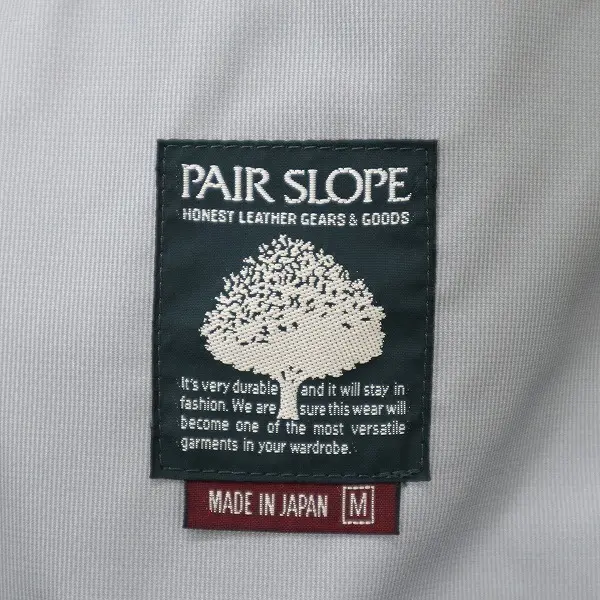 PAIR SLOPE
HONEST LEATHER GEARS & GOODS
It's very durable and it will stay in
fashion. We are sure this wear will
become one of the most versatile
garments in your wardrobe.
MADE IN JAPAN M